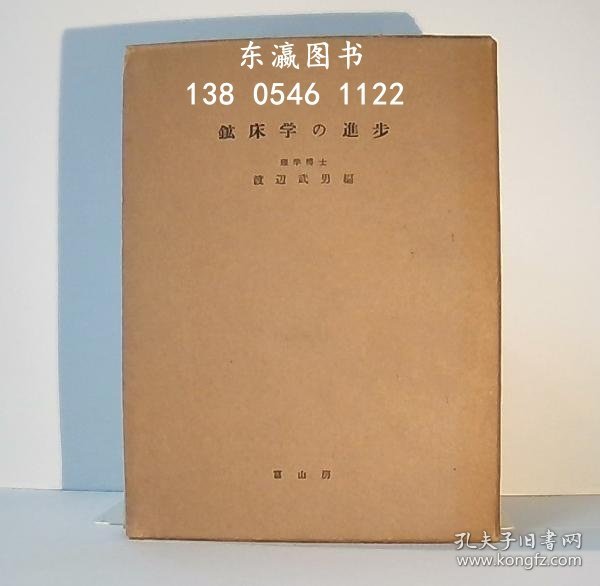 东瀛图书
138 0546 1122
鉱床学の進歩
理学博士
渡辺武男編
冨山房
孔夫子旧书网
www.kongfz.com